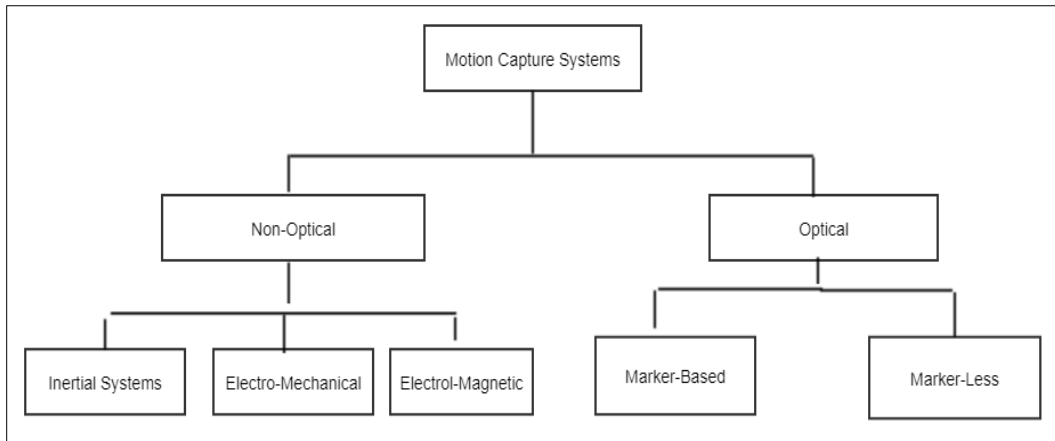 Motion Capture Systems
Non-Optical
Optical
Inertial Systems
Electro-Mechanical
Electrol-Magnetic
Marker-Based
Marker-Less